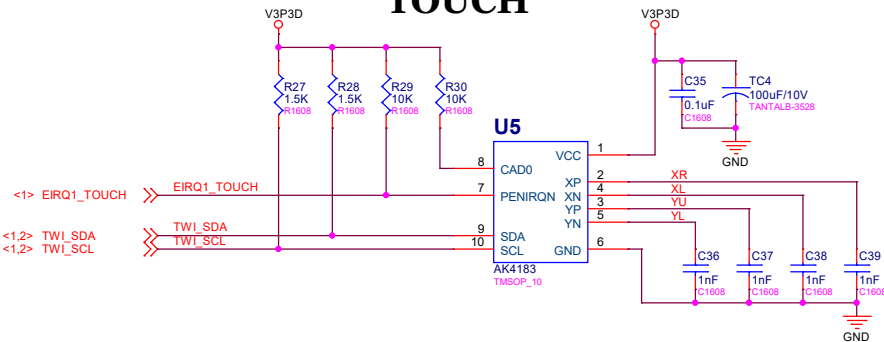 TOUCH
V3P3D
V3P3D
R27
1.5K
R1608
R28
1.5K
R1608
R29
10K
R1608
R30
10K
R1608
C35
0.1uF
C1608
TC4
100uF/10V
TANTALB-3528
GND
U5
8 CAD0
7 PENIRQN
9 SDA
10 SCL
VCC 1
XP 2 XR
XN 4 XL
YP 3 YU
YN 5 YL
GND 6
AK4183
TMSOP_10
<1> EIRQ1_TOUCH EIRQ1_TOUCH
<1,2> TWI_SDA TWI_SDA
<1,2> TWI_SCL TWI_SCL
C36
1nF
C1608
C37
1nF
C1608
C38
1nF
C1608
C39
1nF
C1608
GND